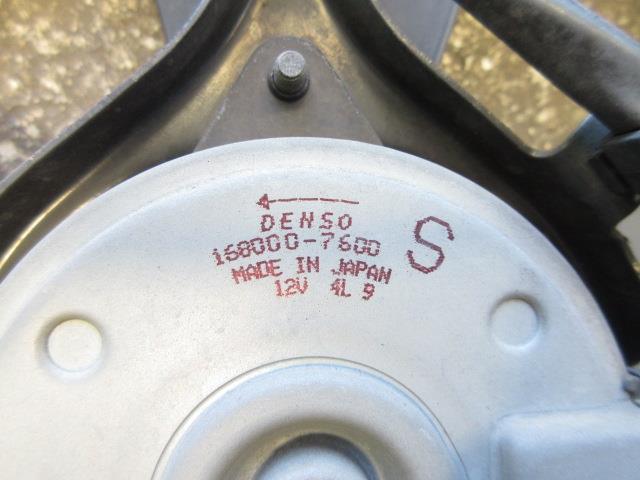 DENSO
168000-7600
MADE IN JAPAN
12V 4L 9
S